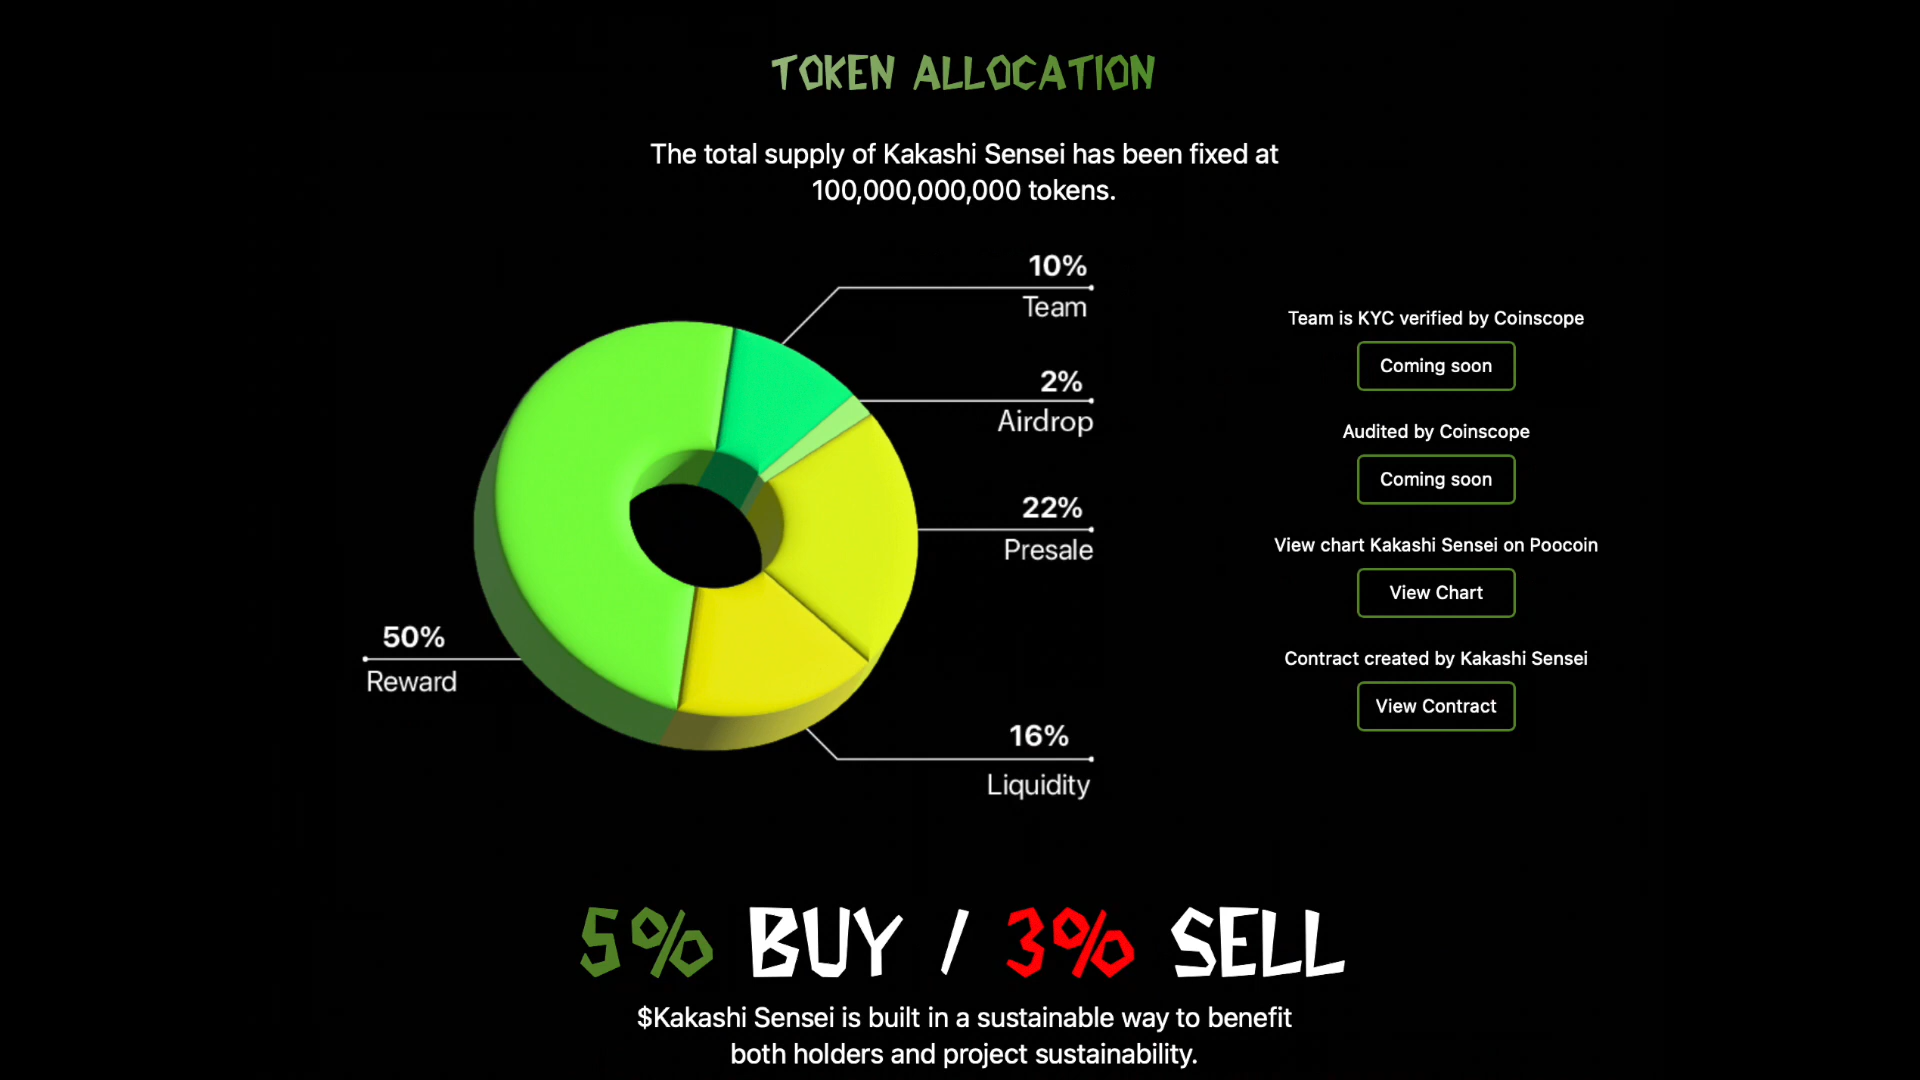 TOKEN ALLOCATION
The total supply of Kakashi Sensei has been fixed at
100,000,000,000 tokens.
10%
Team
2%
Airdrop
22%
Presale
50%
Reward
16%
Liquidity
Team is KYC verified by Coinscope
Coming soon
Audited by Coinscope
Coming soon
View chart Kakashi Sensei on Poocoin
View Chart
Contract created by Kakashi Sensei
View Contract
5% BUY / 3% SELL
$Kakashi Sensei is built in a sustainable way to benefit
both holders and project sustainability.